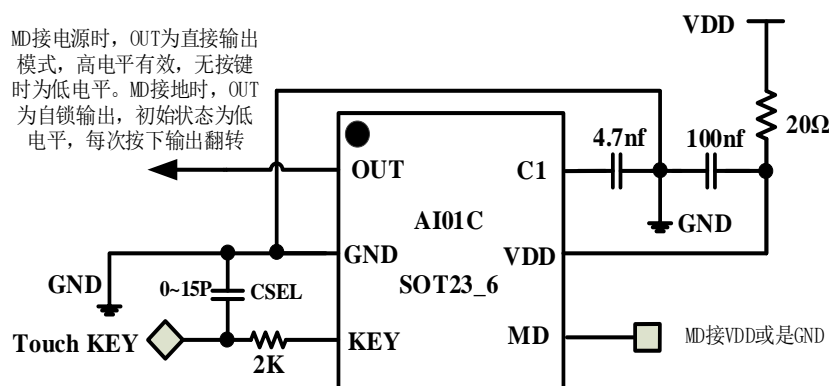 MD接电源时，OUT为直接输出
模式，高电平有效，无按键
时为低电平。MD接地时，OUT
为自锁输出，初始状态为低
电平，每次按下输出翻转
VDD
20Ω
4.7nf
100nf
OUT
C1
GND
AI01C
GND
VDD
SOT23_6
GND
0~15P
CSEL
Touch KEY
2K
KEY
MD
MD接VDD或是GND